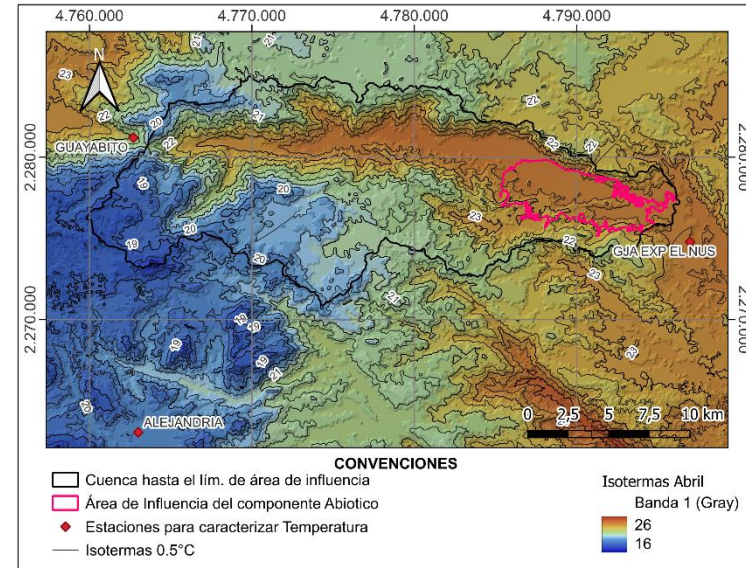 4.760.000 4.770.000 4.780.000 4.790.000
N
23
22
20
21
21
22
GUAYABITO
22
22
19
20
23
22
GJA EXP EL NUS
19
20
20
23
21
19
19
19
19
21
23
20
ALEJANDRIA
2.280.000
2.270.000
2.280.000
2.270.000
0 2,5 5 7,5 10 km
CONVENCIONES
Cuenca hasta el lím. de área de influencia
Área de Influencia del componente Abiotico
Estaciones para caracterizar Temperatura
Isotermas 0.5°C
Isotermas Abril
Banda 1 (Gray)
26
16